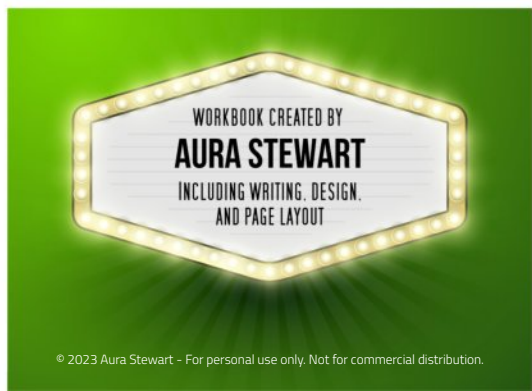 WORKBOOK CREATED BY
AURA STEWART
INCLUDING WRITING, DESIGN,
AND PAGE LAYOUT
© 2023 Aura Stewart - For personal use only. Not for commercial distribution.